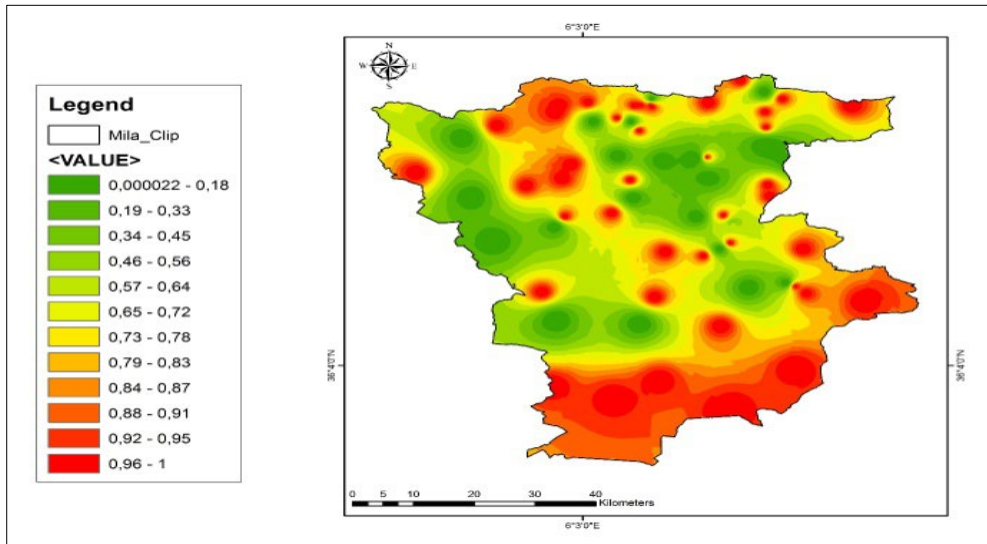 6°3'0"E
N
W E
S
Legend
Mila_Clip
<VALUE>
0,000022 - 0,18
0,19 - 0,33
0,34 - 0,45
0,46 - 0,56
0,57 - 0,64
0,65 - 0,72
0,73 - 0,78
0,79 - 0,83
0,84 - 0,87
0,88 - 0,91
0,92 - 0,95
0,96 - 1
36°4'0"N
36°4'0"N
0 5 10 20 30 40
Kilometers
6°3'0"E